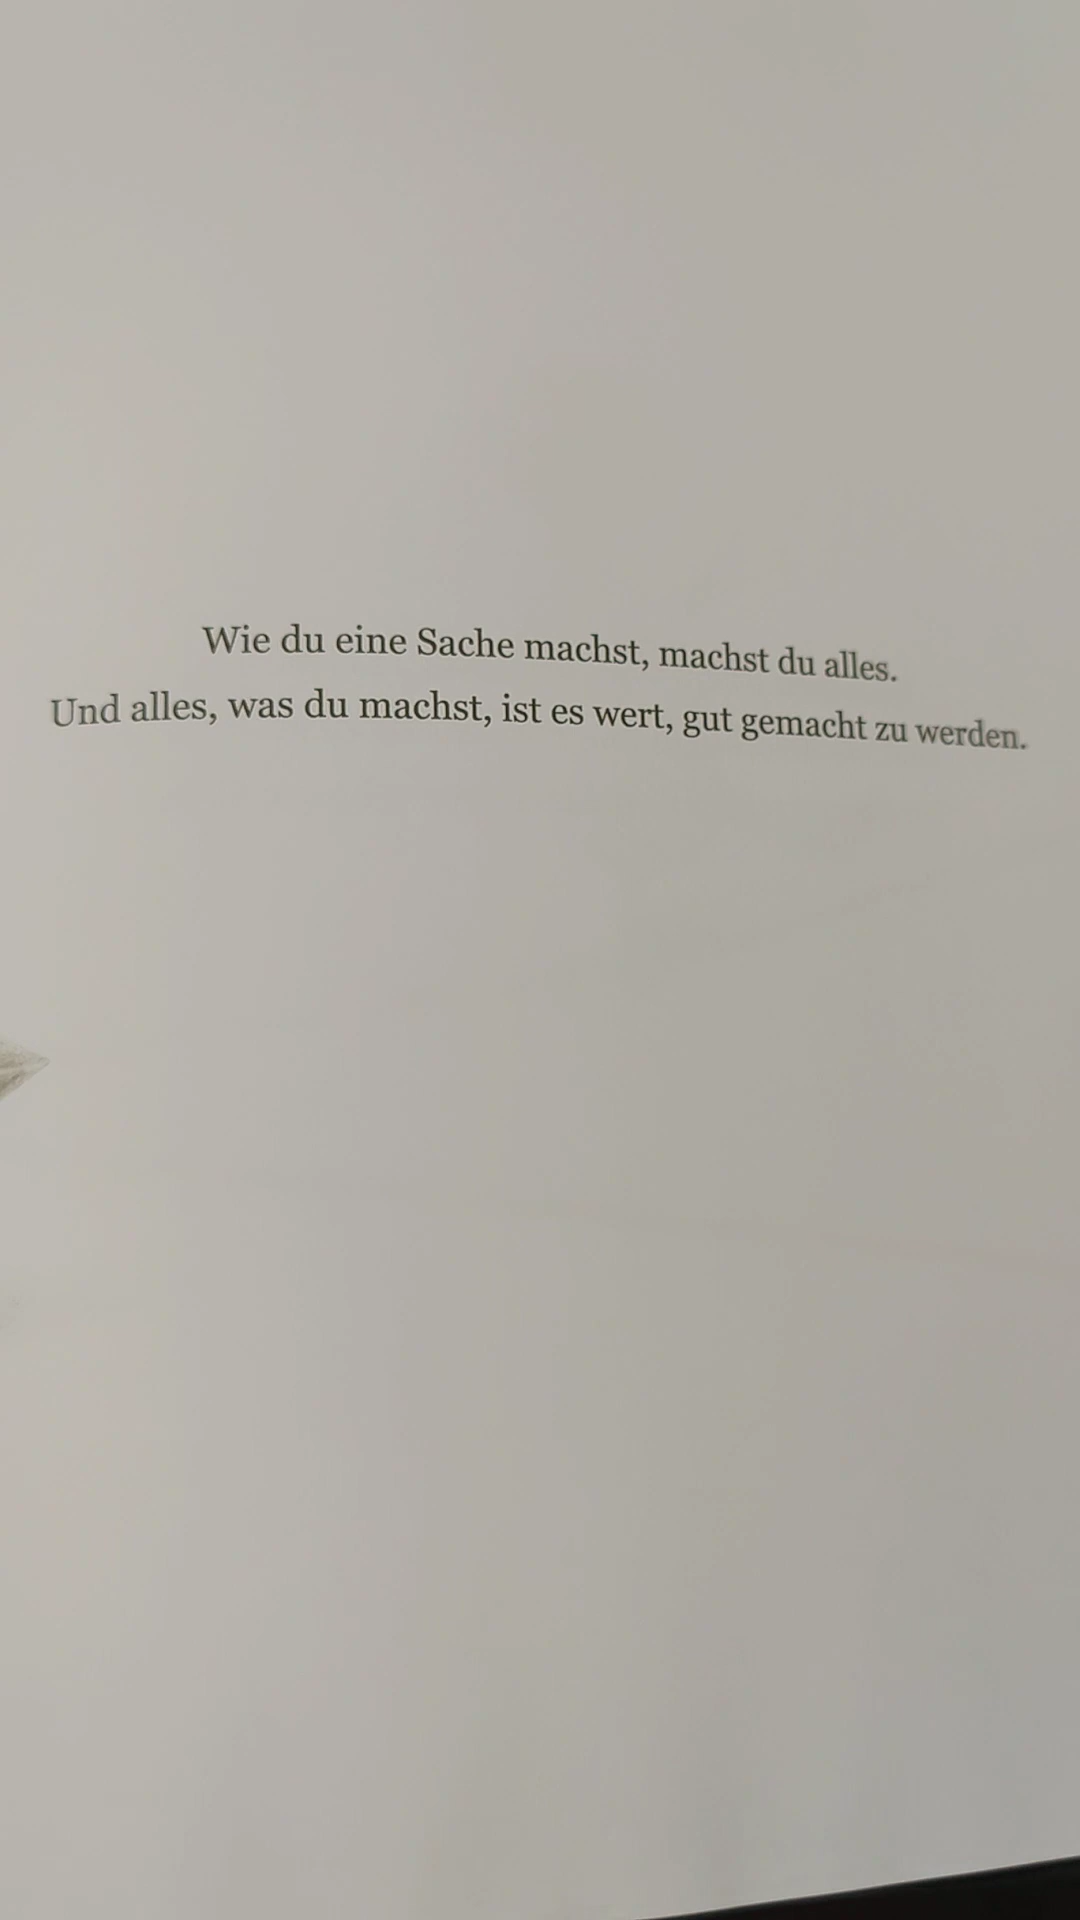 Wie du eine Sache machst, machst du alles.
Und alles, was du machst, ist es wert, gut gemacht zu werden.